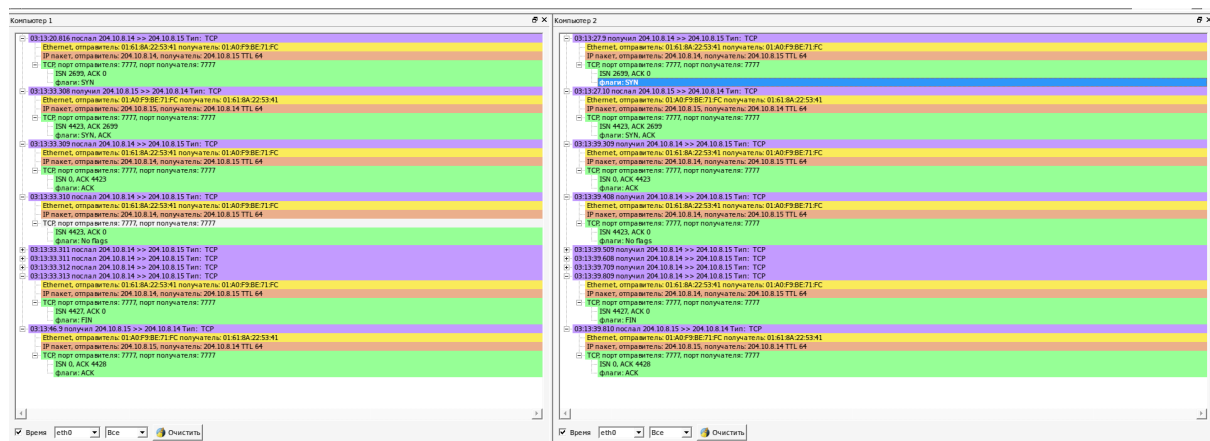 Компьютер 1
03:13:20.816 послал 204.10.8.14 >> 204.10.8.15 Тип: TCP
Ethernet, отправитель: 01:61:8A:22:53:41 получатель: 01:A0:F9:BE:71:FC
IP пакет, отправитель: 204.10.8.14, получатель: 204.10.8.15 TTL 64
TCP, порт отправителя: 7777, порт получателя: 7777
ISN 2699, ACK 0
флаги: SYN
03:13:33.308 получил 204.10.8.15 >> 204.10.8.14 Тип: TCP
Ethernet, отправитель: 01:A0:F9:BE:71:FC получатель: 01:61:8A:22:53:41
IP пакет, отправитель: 204.10.8.15, получатель: 204.10.8.14 TTL 64
TCP, порт отправителя: 7777, порт получателя: 7777
ISN 4423, ACK 2699
флаги: SYN, ACK
03:13:33.309 послал 204.10.8.14 >> 204.10.8.15 Тип: TCP
Ethernet, отправитель: 01:61:8A:22:53:41 получатель: 01:A0:F9:BE:71:FC
IP пакет, отправитель: 204.10.8.14, получатель: 204.10.8.15 TTL 64
TCP, порт отправителя: 7777, порт получателя: 7777
ISN 0, ACK 4423
флаги: ACK
03:13:33.310 послал 204.10.8.14 >> 204.10.8.15 Тип: TCP
Ethernet, отправитель: 01:61:8A:22:53:41 получатель: 01:A0:F9:BE:71:FC
IP пакет, отправитель: 204.10.8.14, получатель: 204.10.8.15 TTL 64
TCP, порт отправителя: 7777, порт получателя: 7777
ISN 4423, ACK 0
флаги: No flags
03:13:33.311 послал 204.10.8.14 >> 204.10.8.15 Тип: TCP
03:13:33.311 послал 204.10.8.14 >> 204.10.8.15 Тип: TCP
03:13:33.312 послал 204.10.8.14 >> 204.10.8.15 Тип: TCP
03:13:33.313 послал 204.10.8.14 >> 204.10.8.15 Тип: TCP
Ethernet, отправитель: 01:61:8A:22:53:41 получатель: 01:A0:F9:BE:71:FC
IP пакет, отправитель: 204.10.8.14, получатель: 204.10.8.15 TTL 64
TCP, порт отправителя: 7777, порт получателя: 7777
ISN 4427, ACK 0
флаги: FIN
03:13:46.9 получил 204.10.8.15 >> 204.10.8.14 Тип: TCP
Ethernet, отправитель: 01:A0:F9:BE:71:FC получатель: 01:61:8A:22:53:41
IP пакет, отправитель: 204.10.8.15, получатель: 204.10.8.14 TTL 64
TCP, порт отправителя: 7777, порт получателя: 7777
ISN 0, ACK 4428
флаги: ACK
Время eth0 Все Очистить
Компьютер 2
03:13:27.9 получил 204.10.8.14 >> 204.10.8.15 Тип: TCP
Ethernet, отправитель: 01:61:8A:22:53:41 получатель: 01:A0:F9:BE:71:FC
IP пакет, отправитель: 204.10.8.14, получатель: 204.10.8.15 TTL 64
TCP, порт отправителя: 7777, порт получателя: 7777
ISN 2699, ACK 0
флаги: SYN
03:13:27.10 послал 204.10.8.15 >> 204.10.8.14 Тип: TCP
Ethernet, отправитель: 01:A0:F9:BE:71:FC получатель: 01:61:8A:22:53:41
IP пакет, отправитель: 204.10.8.15, получатель: 204.10.8.14 TTL 64
TCP, порт отправителя: 7777, порт получателя: 7777
ISN 4423, ACK 2699
флаги: SYN, ACK
03:13:39.309 получил 204.10.8.14 >> 204.10.8.15 Тип: TCP
Ethernet, отправитель: 01:61:8A:22:53:41 получатель: 01:A0:F9:BE:71:FC
IP пакет, отправитель: 204.10.8.14, получатель: 204.10.8.15 TTL 64
TCP, порт отправителя: 7777, порт получателя: 7777
ISN 0, ACK 4423
флаги: ACK
03:13:39.408 получил 204.10.8.14 >> 204.10.8.15 Тип: TCP
Ethernet, отправитель: 01:61:8A:22:53:41 получатель: 01:A0:F9:BE:71:FC
IP пакет, отправитель: 204.10.8.14, получатель: 204.10.8.15 TTL 64
TCP, порт отправителя: 7777, порт получателя: 7777
ISN 4423, ACK 0
флаги: No flags
03:13:39.509 получил 204.10.8.14 >> 204.10.8.15 Тип: TCP
03:13:39.608 получил 204.10.8.14 >> 204.10.8.15 Тип: TCP
03:13:39.709 получил 204.10.8.14 >> 204.10.8.15 Тип: TCP
03:13:39.809 получил 204.10.8.14 >> 204.10.8.15 Тип: TCP
Ethernet, отправитель: 01:61:8A:22:53:41 получатель: 01:A0:F9:BE:71:FC
IP пакет, отправитель: 204.10.8.14, получатель: 204.10.8.15 TTL 64
TCP, порт отправителя: 7777, порт получателя: 7777
ISN 4427, ACK 0
флаги: FIN
03:13:39.810 послал 204.10.8.15 >> 204.10.8.14 Тип: TCP
Ethernet, отправитель: 01:A0:F9:BE:71:FC получатель: 01:61:8A:22:53:41
IP пакет, отправитель: 204.10.8.15, получатель: 204.10.8.14 TTL 64
TCP, порт отправителя: 7777, порт получателя: 7777
ISN 0, ACK 4428
флаги: ACK
Время eth0 Все Очистить